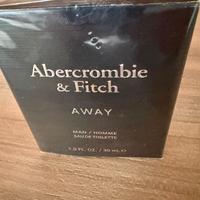 Abercrombie
& Fitch
AWAY
MAN / HOMME
EAU DE TOILETTE
1.0 FL. OZ. / 30 mL ℮